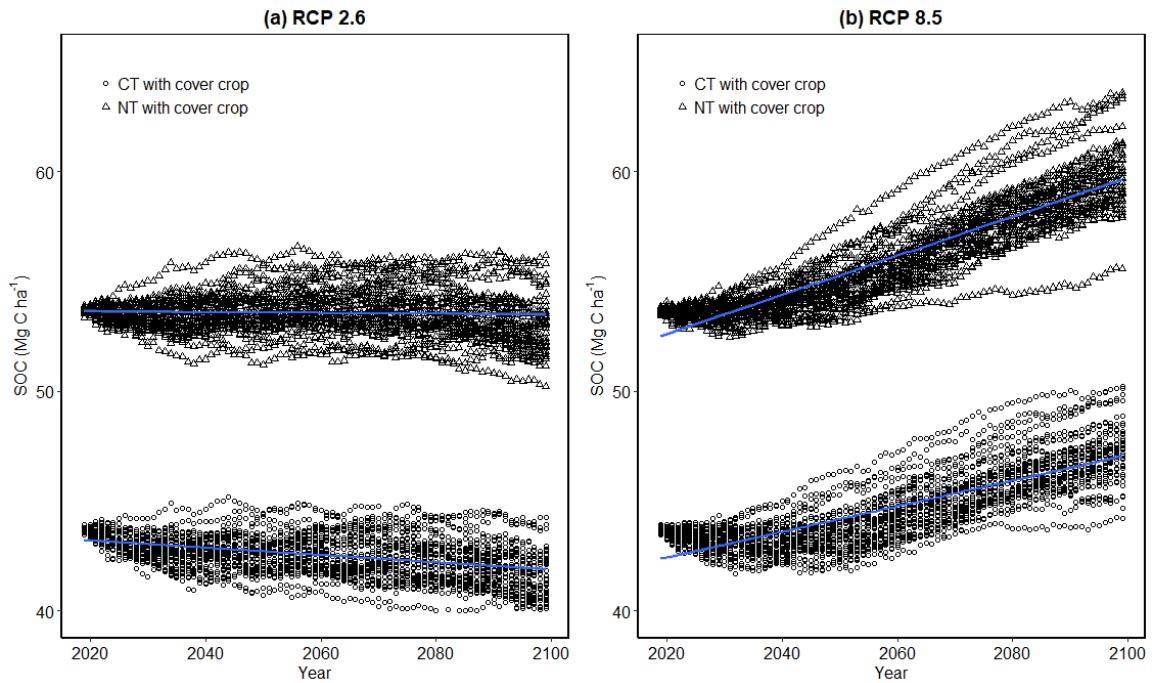 (a) RCP 2.6
CT with cover crop
NT with cover crop
60
50
40
SOC (Mg C ha⁻¹)
2020 2040 2060 2080 2100
Year
(b) RCP 8.5
CT with cover crop
NT with cover crop
60
50
40
SOC (Mg C ha⁻¹)
2020 2040 2060 2080 2100
Year